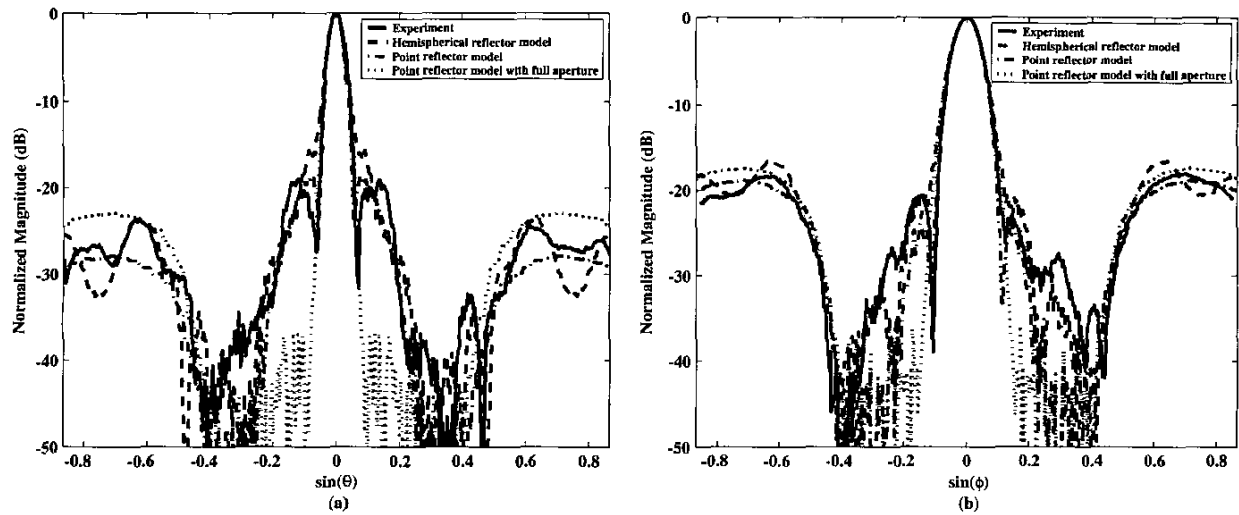 0
-10
-20
-30
-40
-50
Normalized Magnitude (dB)
-0.8 -0.6 -0.4 -0.2 0 0.2 0.4 0.6 0.8
sin(θ)
(a)
Experiment
Hemispherical reflector model
Point reflector model
Point reflector model with full aperture
0
-10
-20
-30
-40
-50
Normalized Magnitude (dB)
-0.8 -0.6 -0.4 -0.2 0 0.2 0.4 0.6 0.8
sin(ϕ)
(b)
Experiment
Hemispherical reflector model
Point reflector model
Point reflector model with full aperture